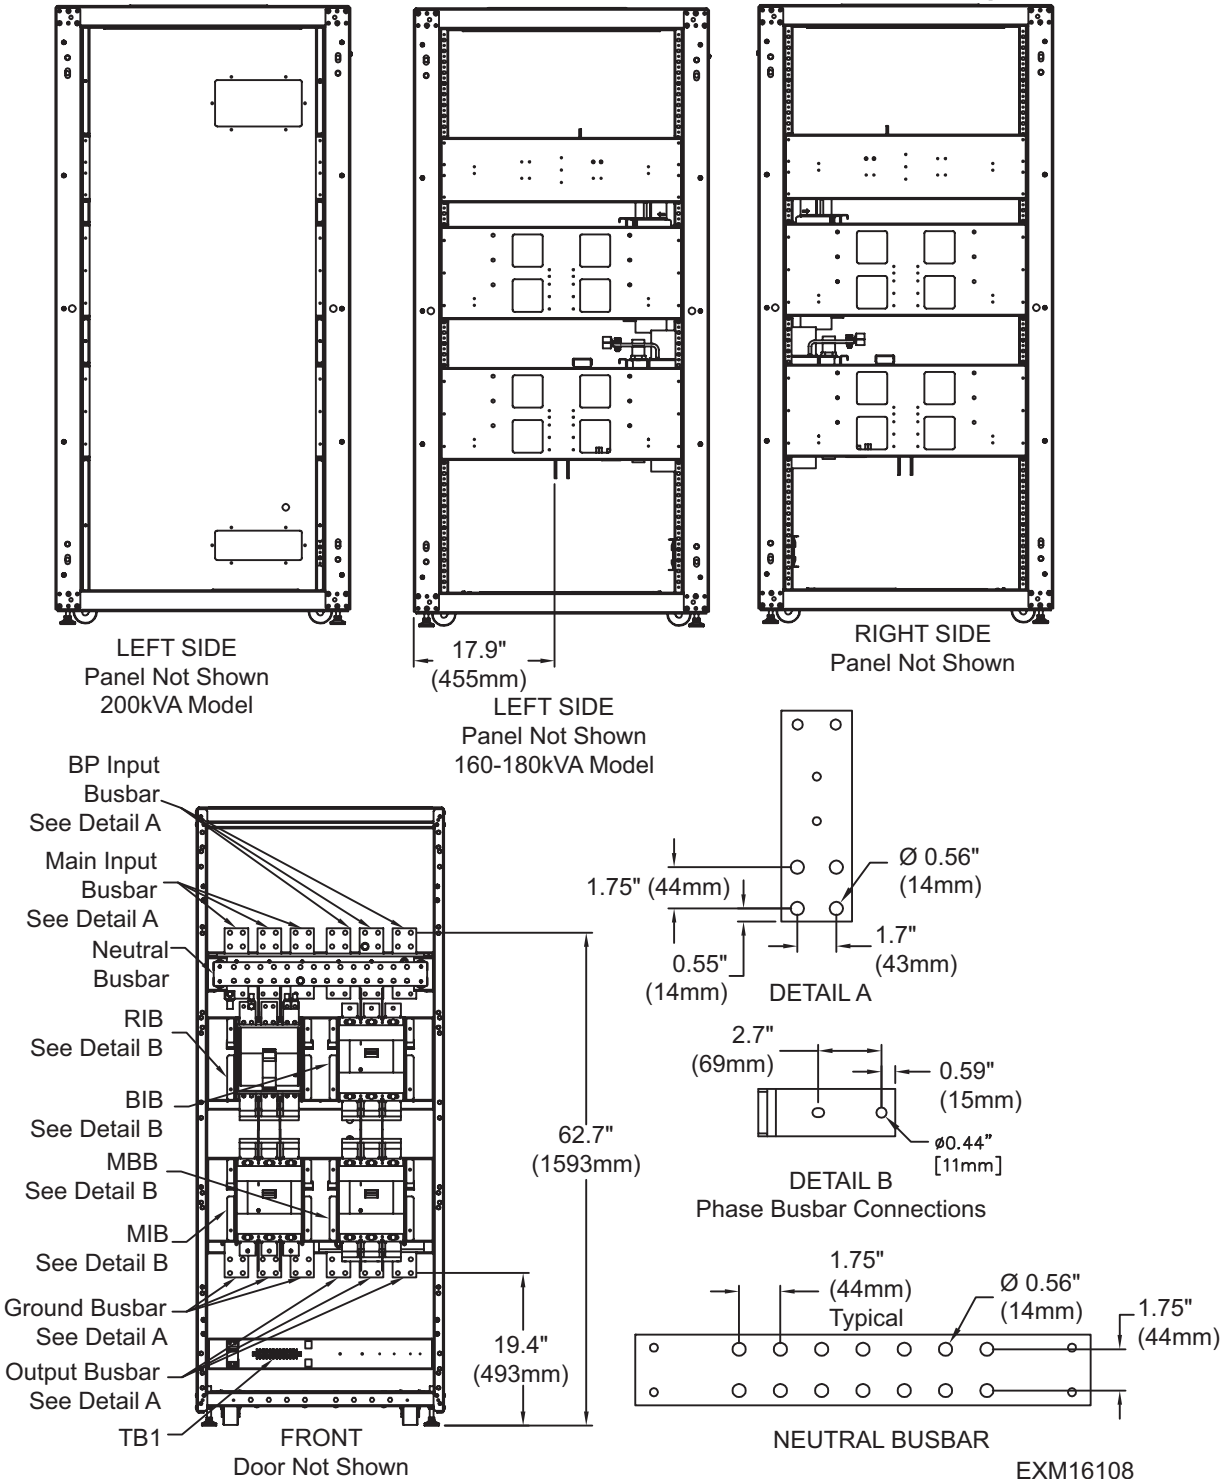 LEFT SIDE
Panel Not Shown
200kVA Model
17.9"
(455mm)
LEFT SIDE
Panel Not Shown
160-180kVA Model
RIGHT SIDE
Panel Not Shown
BP Input
Busbar
See Detail A
Main Input
Busbar
See Detail A
Neutral
Busbar
RIB
See Detail B
BIB
See Detail B
MBB
See Detail B
MIB
See Detail B
Ground Busbar
See Detail A
Output Busbar
See Detail A
TB1
62.7"
(1593mm)
19.4"
(493mm)
FRONT
Door Not Shown
1.75" (44mm)
Ø 0.56"
(14mm)
0.55"
(14mm)
1.7"
(43mm)
DETAIL A
2.7"
(69mm)
0.59"
(15mm)
ø0.44"
[11mm]
DETAIL B
Phase Busbar Connections
1.75"
(44mm)
Typical
Ø 0.56"
(14mm)
1.75"
(44mm)
NEUTRAL BUSBAR
EXM16108